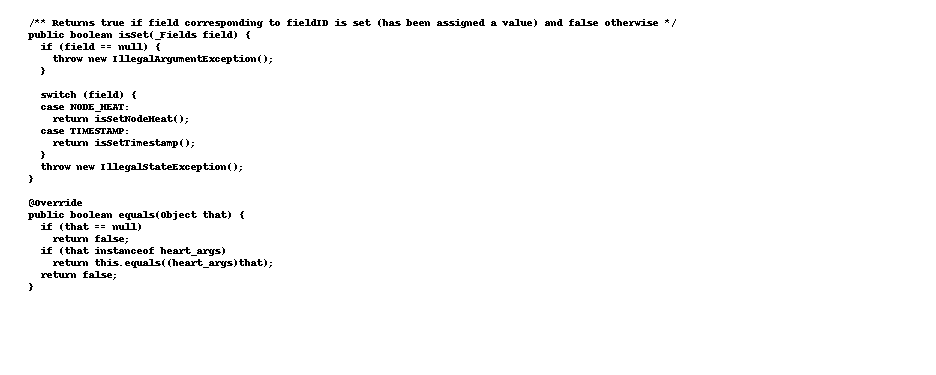 /** Returns true if field corresponding to fieldID is set (has been assigned a value) and false otherwise */
public boolean isSet(_Fields field) {
if (field == null) {
throw new IllegalArgumentException();
}
switch (field) {
case NODE_HEAT:
return isSetNodeHeat();
case TIMESTAMP:
return isSetTimestamp();
}
throw new IllegalStateException();
}
@Override
public boolean equals(Object that) {
if (that == null)
return false;
if (that instanceof heart_args)
return this.equals((heart_args)that);
return false;
}